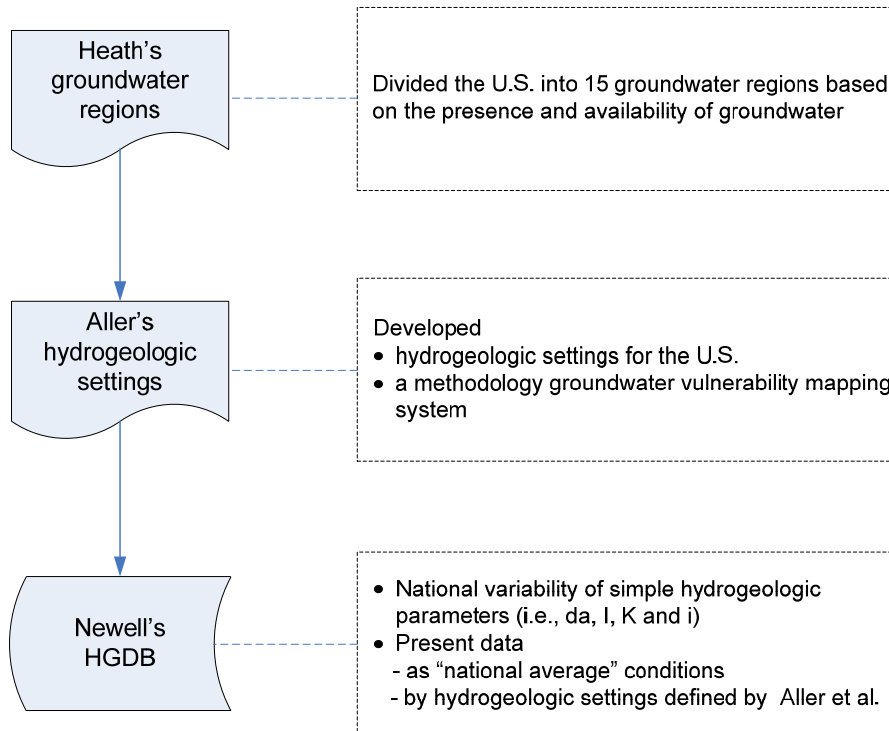 Heath's
groundwater
regions
Divided the U.S. into 15 groundwater regions based
on the presence and availability of groundwater
Aller's
hydrogeologic
settings
Developed
• hydrogeologic settings for the U.S.
• a methodology groundwater vulnerability mapping
system
Newell's
HGDB
• National variability of simple hydrogeologic
parameters (i.e., da, I, K and i)
• Present data
- as “national average” conditions
- by hydrogeologic settings defined by Aller et al.